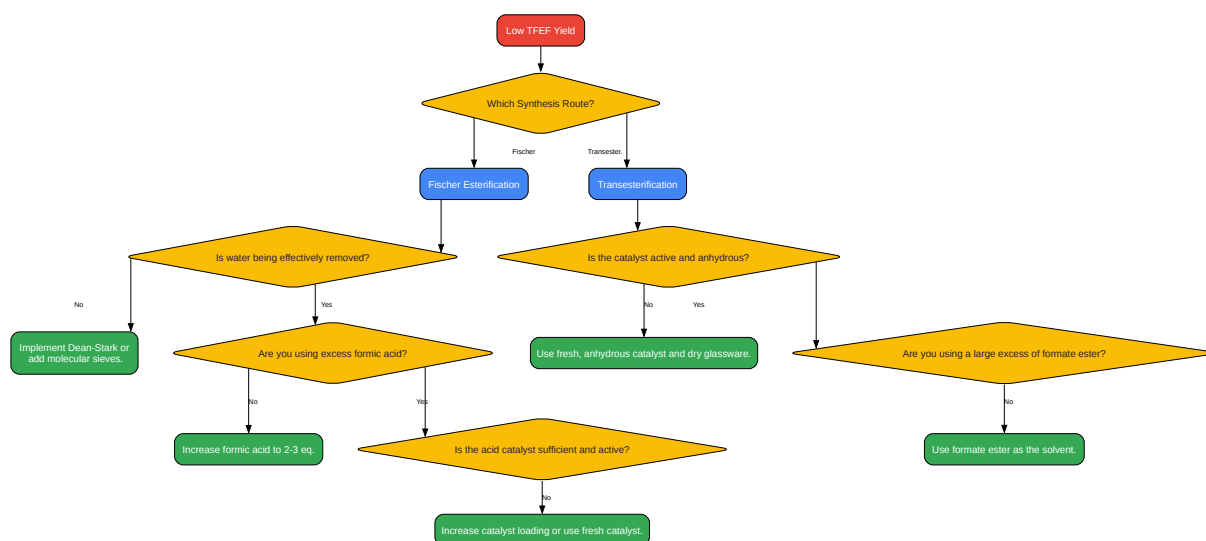 Low TFEF Yield
Which Synthesis Route?
Fischer
Transester.
Fischer Esterification
Transesterification
Is water being effectively removed?
Is the catalyst active and anhydrous?
No
Yes
No
Yes
Implement Dean-Stark or
add molecular sieves.
Are you using excess formic acid?
Use fresh, anhydrous catalyst and dry glassware.
Are you using a large excess of formate ester?
No
Yes
No
Increase formic acid to 2-3 eq.
Is the acid catalyst sufficient and active?
Use formate ester as the solvent.
No
Increase catalyst loading or use fresh catalyst.